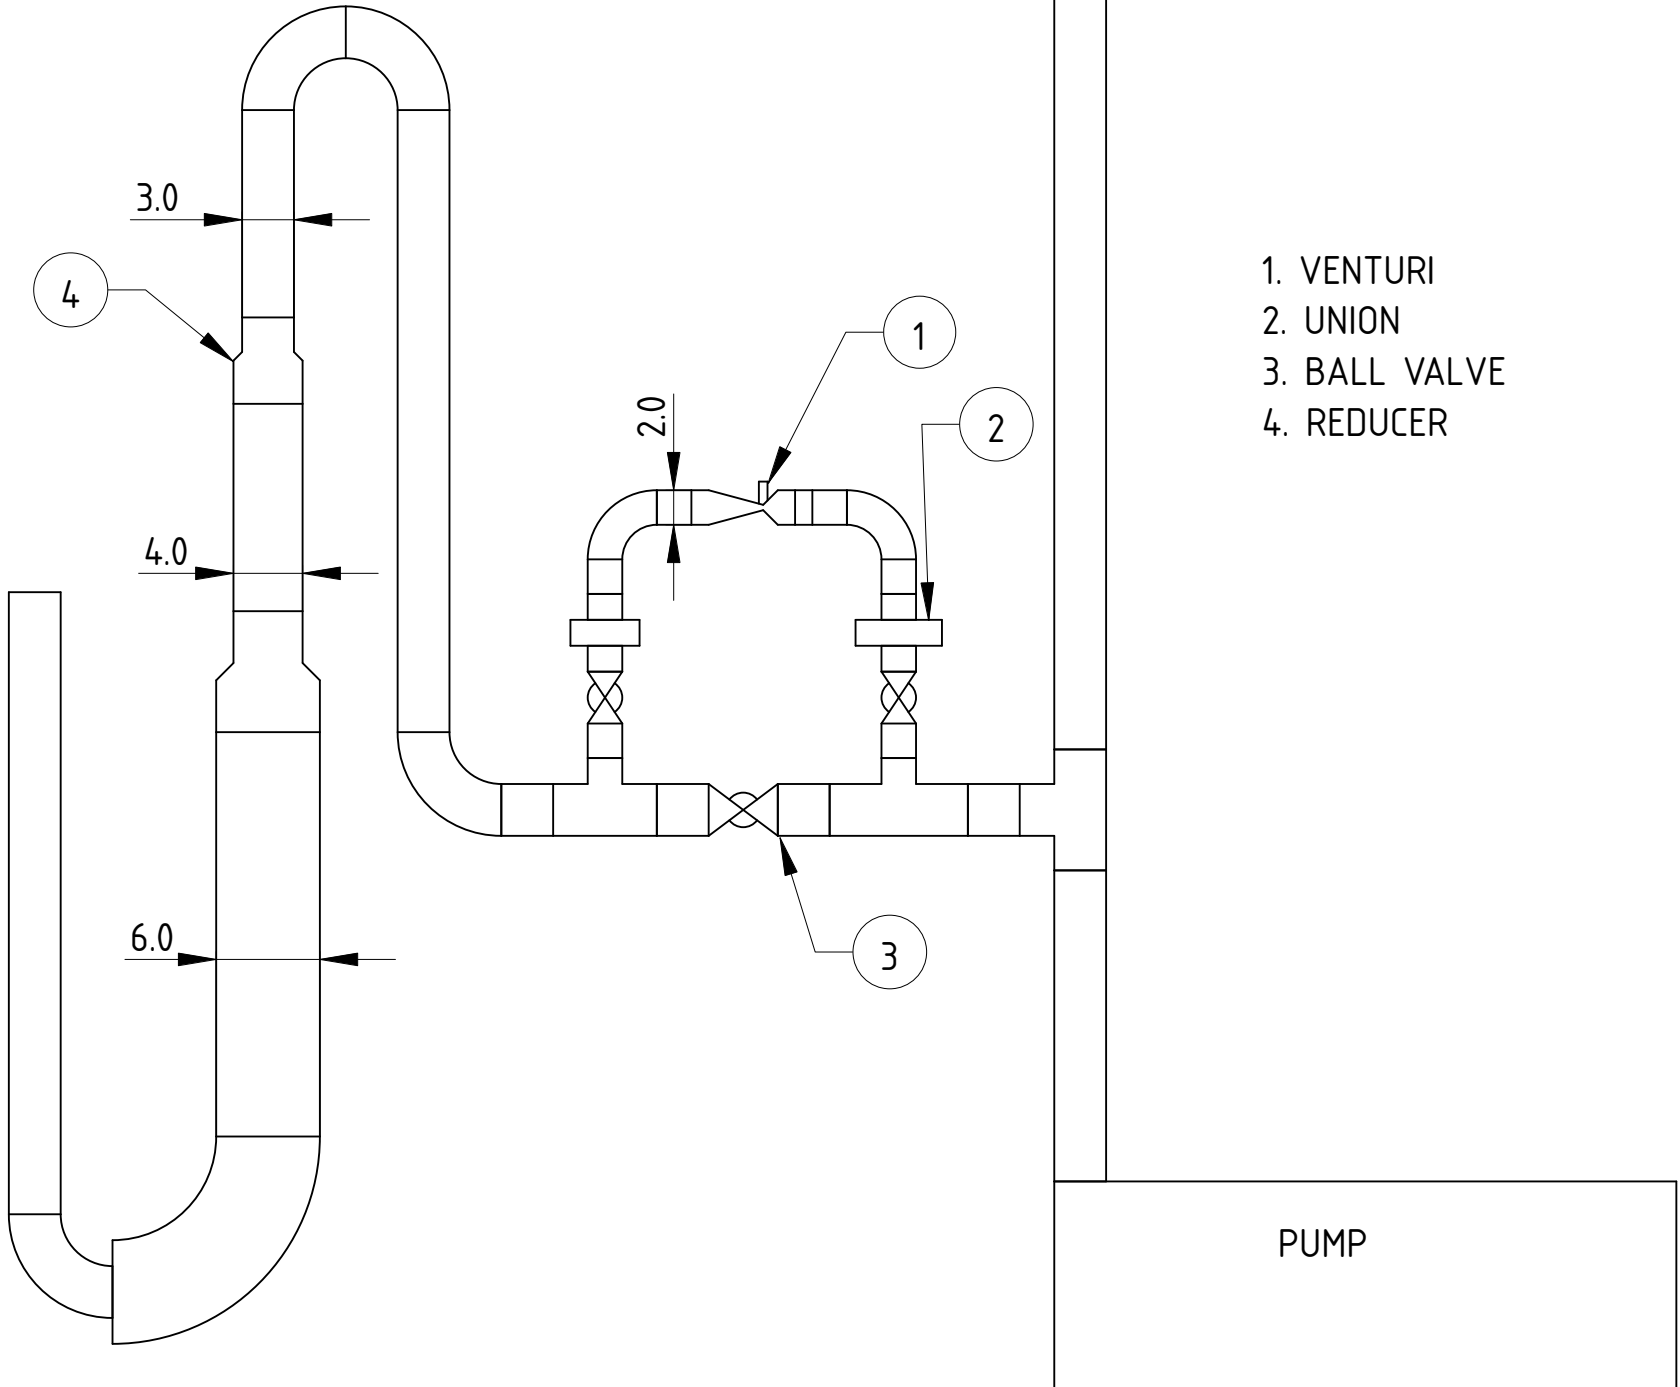 3.0
4
1
2.0
2
1. VENTURI
2. UNION
3. BALL VALVE
4. REDUCER
4.0
6.0
3
PUMP